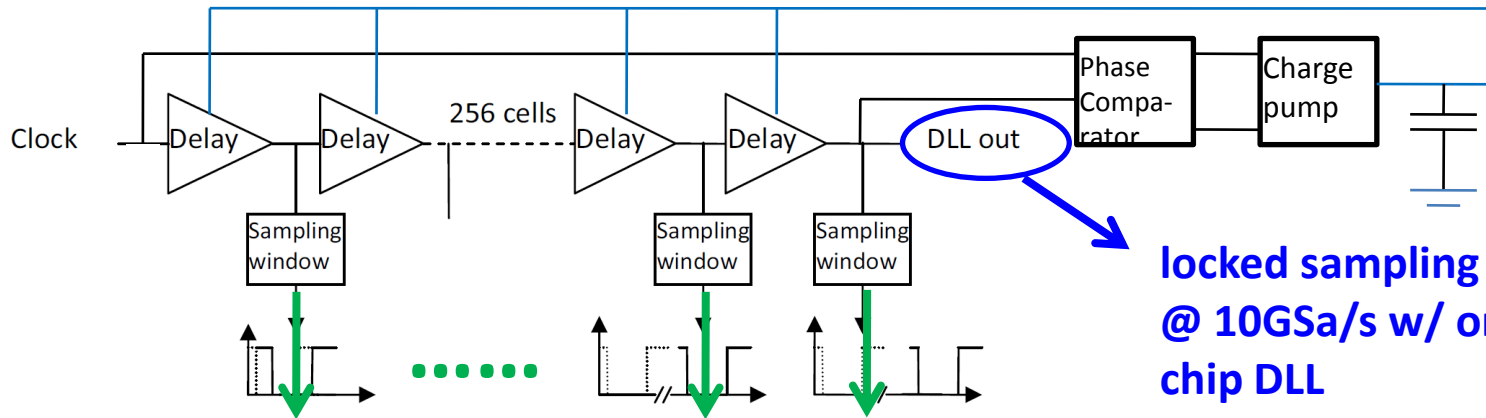 Clock
Delay
Delay
256 cells
Delay
Delay
DLL out
Phase
Compa-
rator
Charge
pump
Sampling
window
Sampling
window
Sampling
window
locked sampling
@ 10GSa/s w/
chip DLL